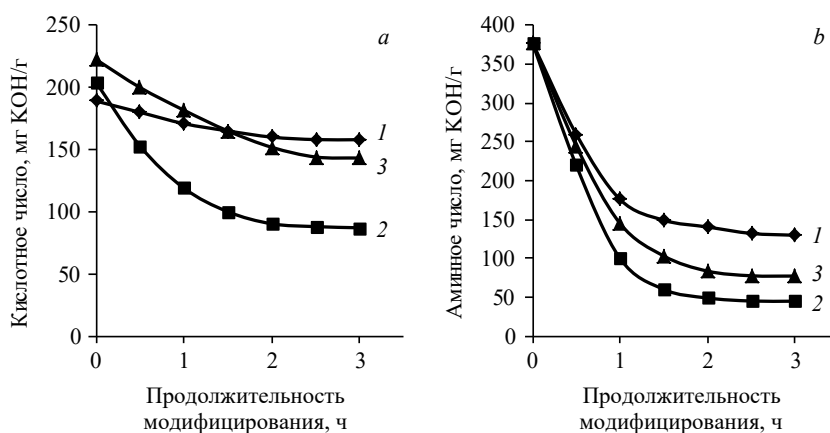 a
Кислотное число, мг КОН/г
250
200
150
100
50
0
0 1 2 3
1
3
2
Продолжительность
модифицирования, ч
b
Аминное число, мг КОН/г
400
350
300
250
200
150
100
50
0
0 1 2 3
1
3
2
Продолжительность
модифицирования, ч